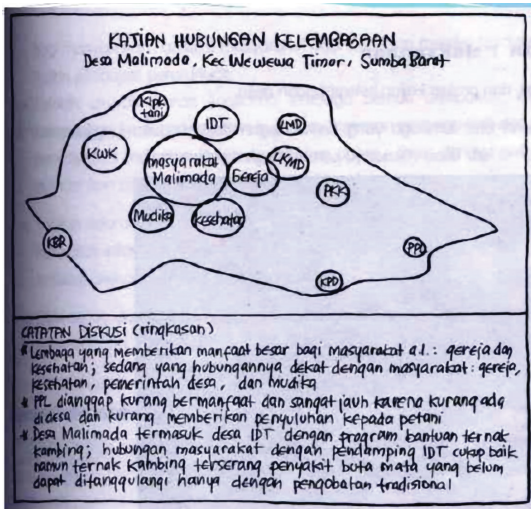 KAJIAN HUBUNGAN KELEMBAGAAN
Desa Malimada, Kec Wewewa Timor, Sumba Barat
Klpk
tani
IDT
LMD
KWK
masyarakat
Malimada
Gereja
LKMD
PKK
Mudika
kesehatan
KBR
PPL
KPD
CATATAN DISKUSI (ringkasan)
* Lembaga yang memberikan manfaat besar bagi masyarakat a.l.: gereja dan
kesehatan; sedang yang hubungannya dekat dengan masyarakat: gereja,
kesehatan, pemerintah desa, dan mudika
* PPL dianggap kurang bermanfaat dan sangat jauh karena kurang ada
didesa dan kurang memberikan penyuluhan kepada petani
* Desa Malimada termasuk desa IDT dengan program bantuan ternak
kambing; hubungan masyarakat dengan pendamping IDT cukup baik
namun ternak kambing terserang penyakit buta mata yang belum
dapat ditanggulangi hanya dengan pengobatan tradisional